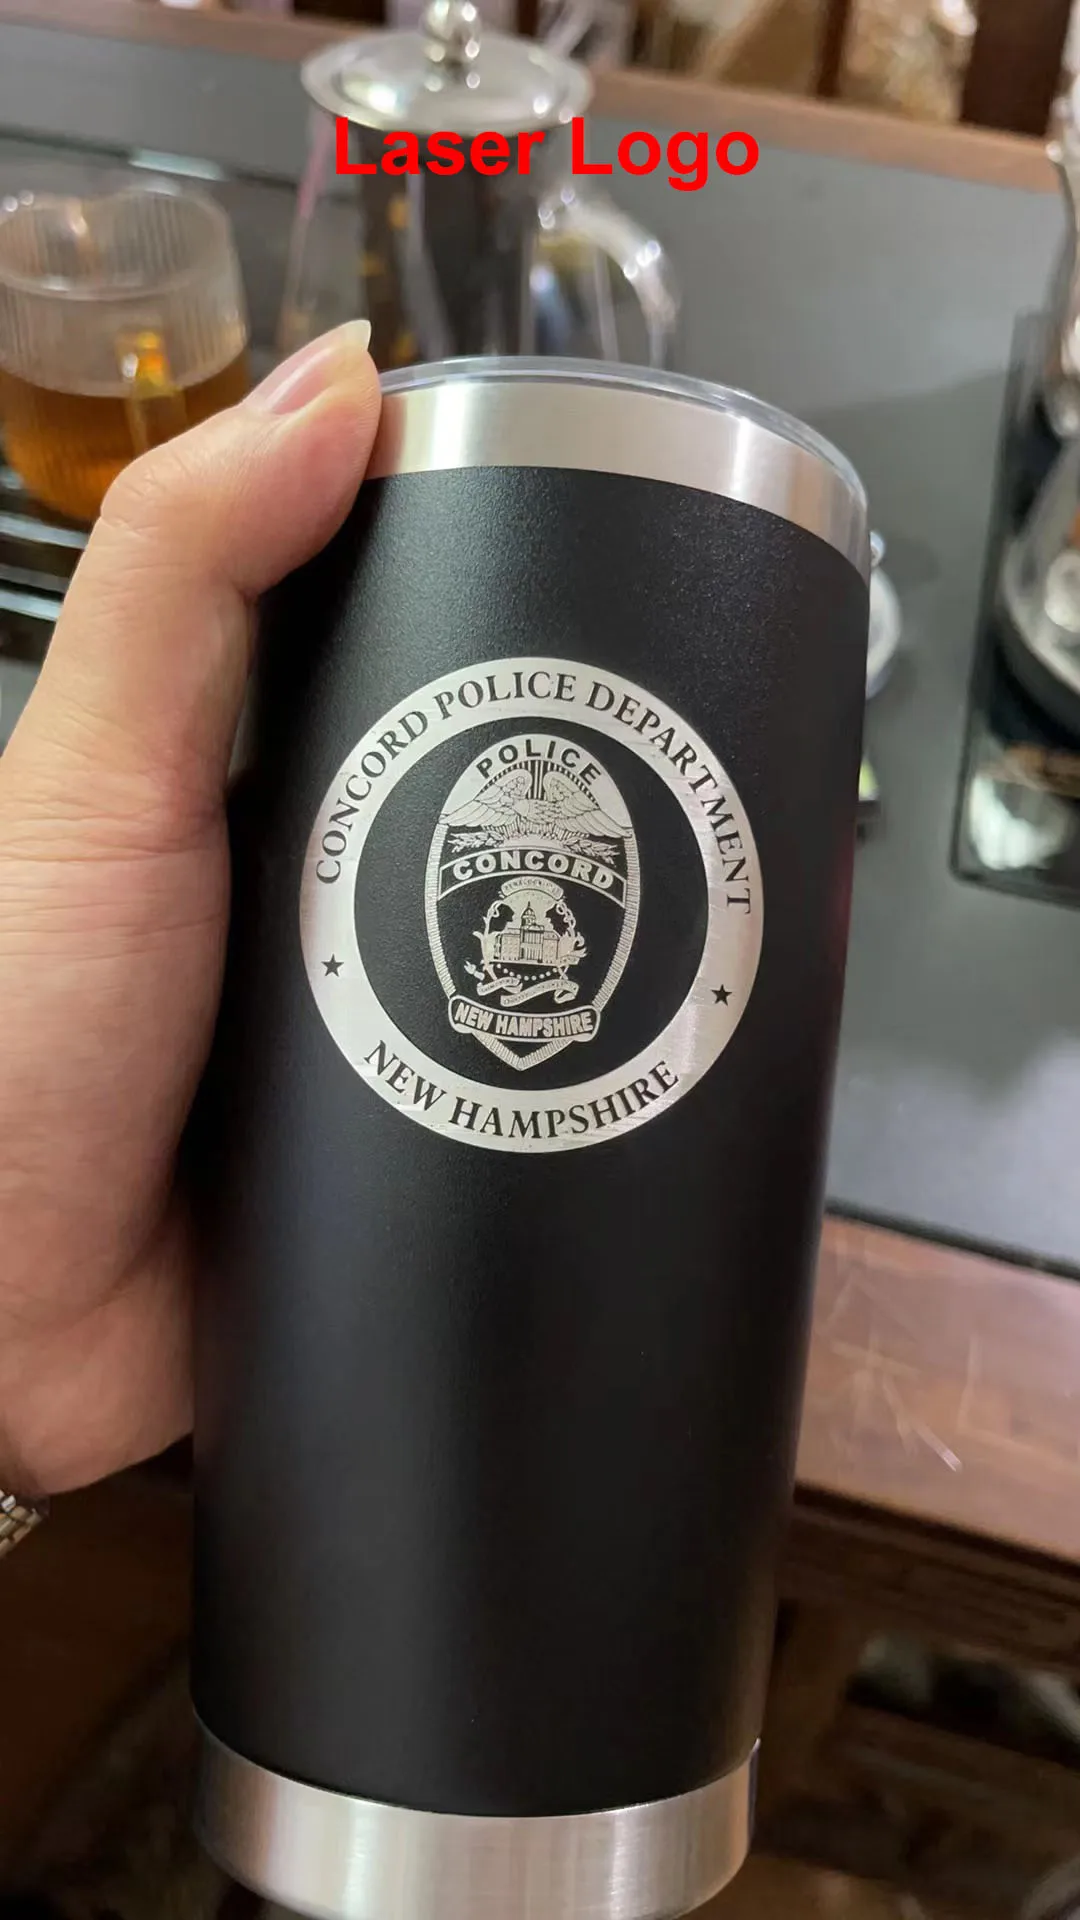 Laser Logo
CONCORD POLICE DEPARTMENT
POLICE
CONCORD
NEW HAMPSHIRE
NEW HAMPSHIRE